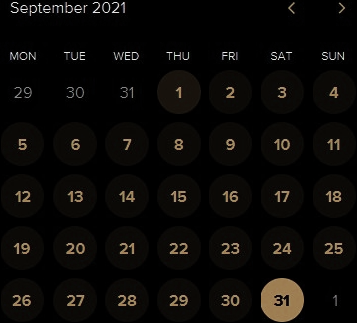 September 2021
MON TUE WED THU FRI SAT SUN
29 30 31 1 2 3 4
5 6 7 8 9 10 11
12 13 14 15 16 17 18
19 20 21 22 23 24 25
26 27 28 29 30 31 1